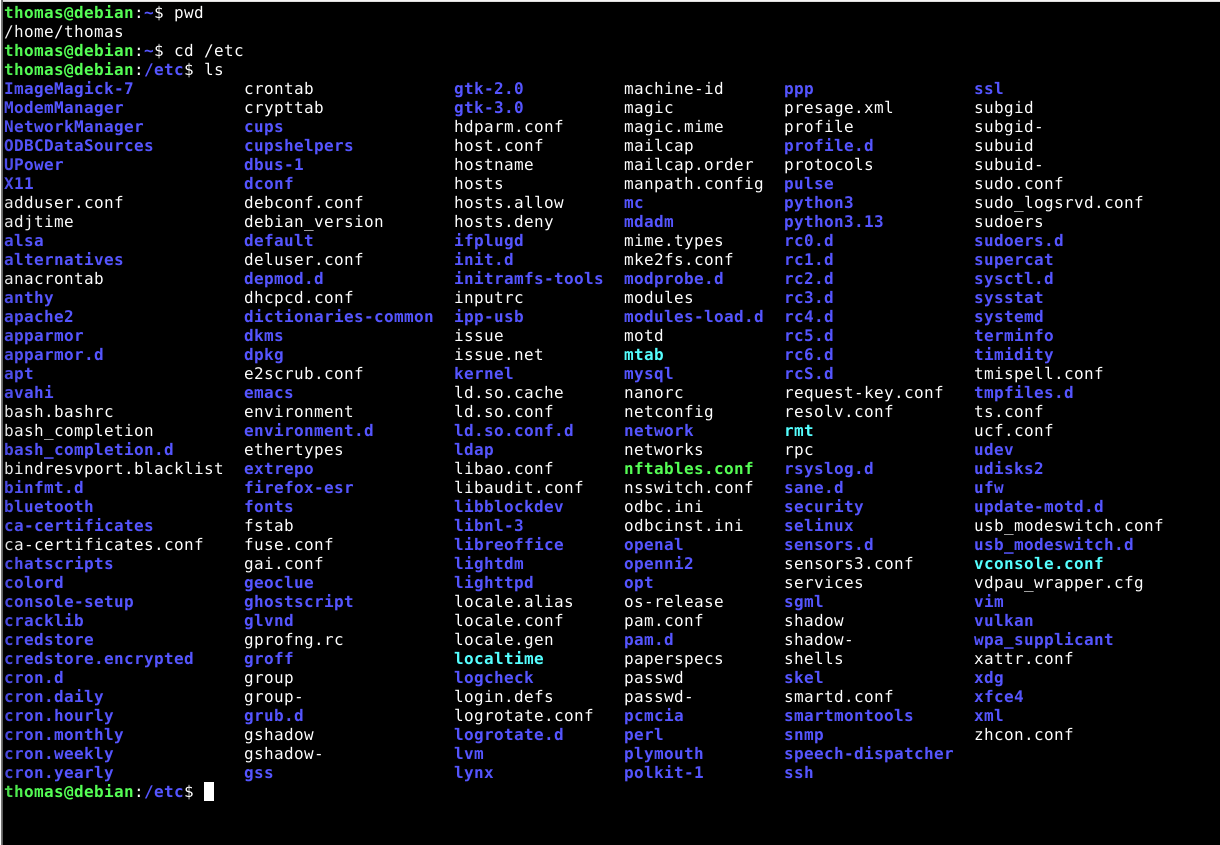 thomas@debian:~$ pwd
/home/thomas
thomas@debian:~$ cd /etc
thomas@debian:/etc$ ls
ImageMagick-7 crontab gtk-2.0 machine-id ppp ssl
ModemManager crypttab gtk-3.0 magic presage.xml subgid
NetworkManager cups hdparm.conf magic.mime profile subgid-
ODBCDataSources cupshelpers host.conf mailcap profile.d subuid
UPower dbus-1 hostname mailcap.order protocols subuid-
X11 dconf hosts manpath.config pulse sudo.conf
adduser.conf debconf.conf hosts.allow mc python3 sudo_logsrvd.conf
adjtime debian_version hosts.deny mdadm python3.13 sudoers
alsa default ifplugd mime.types rc0.d sudoers.d
alternatives deluser.conf init.d mke2fs.conf rc1.d supercat
anacrontab depmod.d initramfs-tools modprobe.d rc2.d sysctl.d
anthy dhcpcd.conf inputrc modules rc3.d sysstat
apache2 dictionaries-common ipp-usb modules-load.d rc4.d systemd
apparmor dkms issue motd rc5.d terminfo
apparmor.d dpkg issue.net mtab rc6.d timidity
apt e2scrub.conf kernel mysql rcS.d tmispell.conf
avahi emacs ld.so.cache nanorc request-key.conf tmpfiles.d
bash.bashrc environment ld.so.conf netconfig resolv.conf ts.conf
bash_completion environment.d ld.so.conf.d network rmt ucf.conf
bash_completion.d ethertypes ldap networks rpc udev
bindresvport.blacklist extrepo libao.conf nftables.conf rsyslog.d udisks2
binfmt.d firefox-esr libaudit.conf nsswitch.conf sane.d ufw
bluetooth fonts libblockdev odbc.ini security update-motd.d
ca-certificates fstab libnl-3 odbcinst.ini selinux usb_modeswitch.conf
ca-certificates.conf fuse.conf libreoffice openal sensors.d usb_modeswitch.d
chatscripts gai.conf lightdm openni2 sensors3.conf vconsole.conf
colord geoclue lighttpd opt services vdpau_wrapper.cfg
console-setup ghostscript locale.alias os-release sgml vim
cracklib glvnd locale.conf pam.conf shadow vulkan
credstore gprofng.rc locale.gen pam.d shadow- wpa_supplicant
credstore.encrypted groff localtime paperspecs shells xattr.conf
cron.d group logcheck passwd skel xdg
cron.daily group- login.defs passwd- smartd.conf xfce4
cron.hourly grub.d logrotate.conf pcmcia smartmontools xml
cron.monthly gshadow logrotate.d perl snmp zhcon.conf
cron.weekly gshadow- lvm plymouth speech-dispatcher
cron.yearly gss lynx polkit-1 ssh
thomas@debian:/etc$